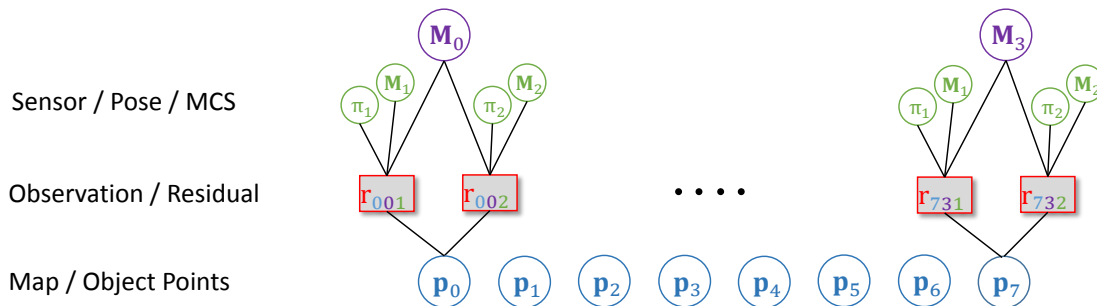 M₀ M₃
Sensor / Pose / MCS π₁ M₁ π₂ M₂ π₁ M₁ π₂ M₂
Observation / Residual r₀₀₁ r₀₀₂ . . . . r₇₃₁ r₇₃₂
Map / Object Points p₀ p₁ p₂ p₃ p₄ p₅ p₆ p₇